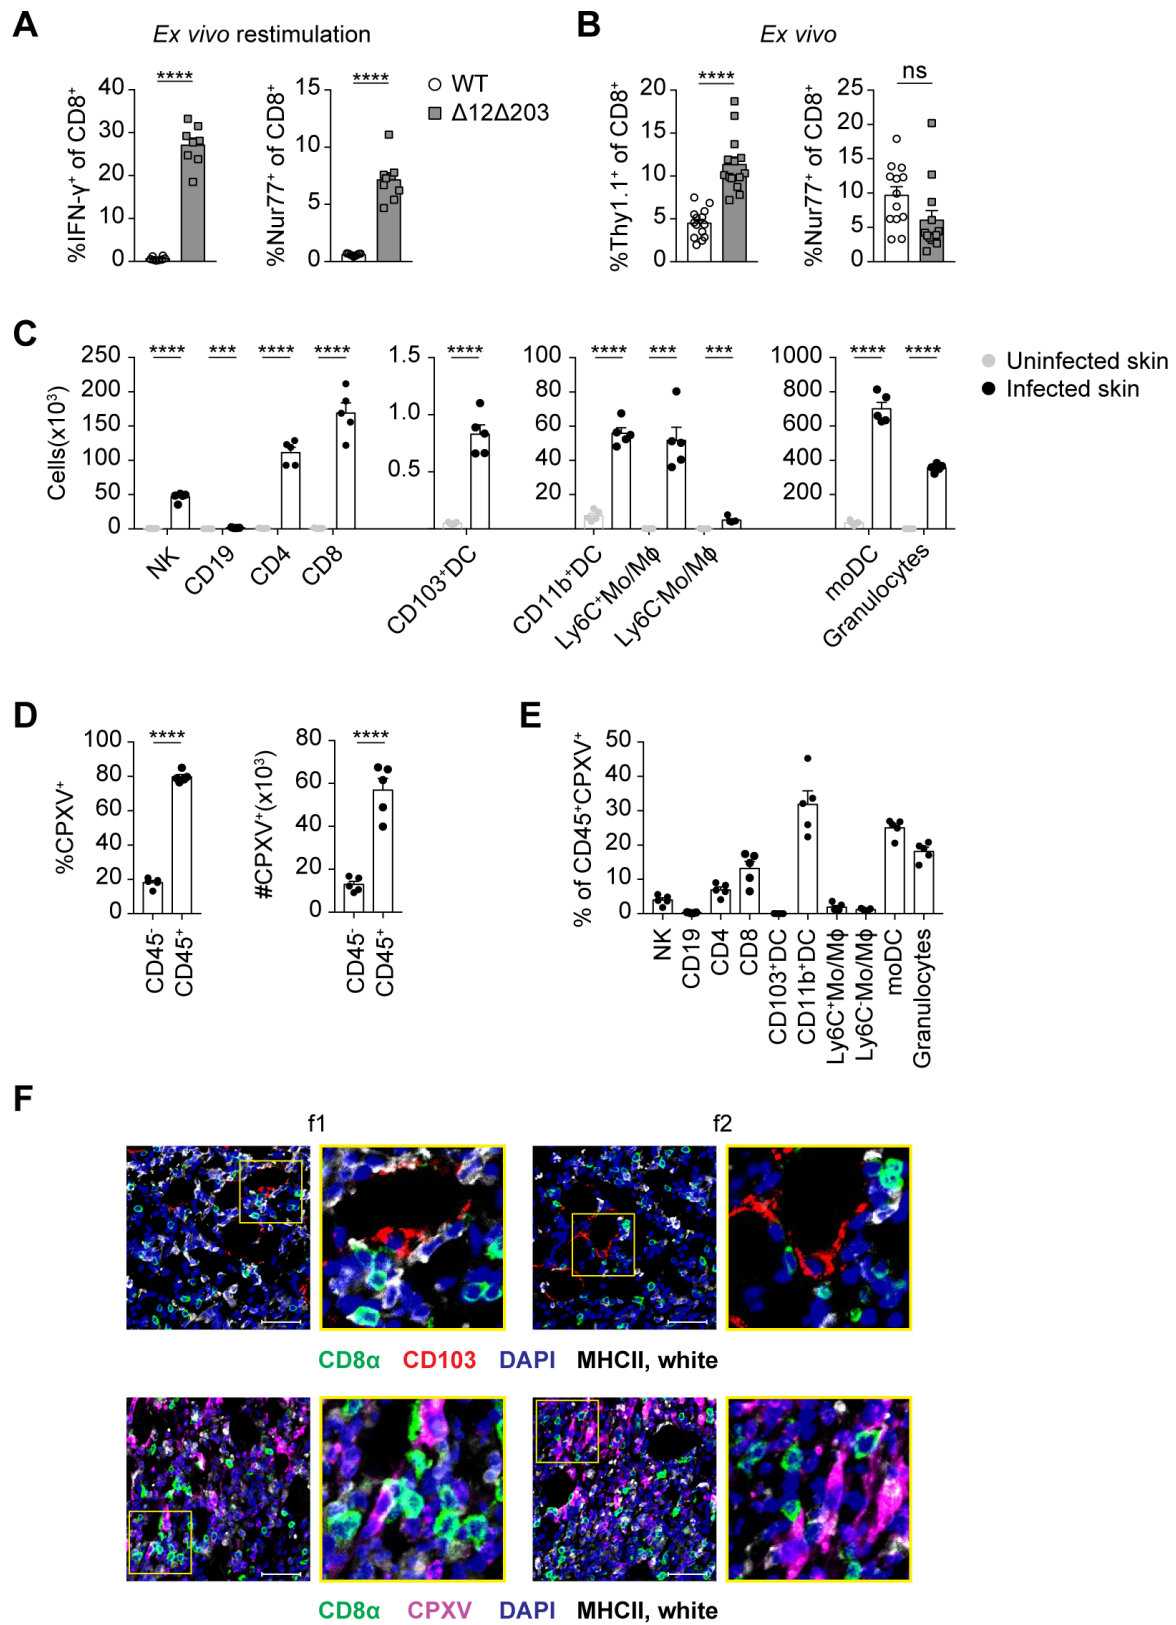 A
Ex vivo restimulation
%IFN-γ⁺ of CD8⁺
40
30
20
10
0
****
%Nur77⁺ of CD8⁺
15
10
5
0
****
WT
Δ12Δ203
B
Ex vivo
%Thy1.1⁺ of CD8⁺
20
15
10
5
0
****
%Nur77⁺ of CD8⁺
25
20
15
10
5
0
ns
C
Cells(x10³)
250
200
150
100
50
0
**** *** **** ****
NK CD19 CD4 CD8
1.5
1.0
0.5
****
CD103⁺DC
100
80
60
40
20
**** *** ***
CD11b⁺DC Ly6C⁺Mo/Mϕ Ly6C⁻Mo/Mϕ
1000
800
600
400
200
**** ****
moDC Granulocytes
Uninfected skin
Infected skin
D
%CPXV⁺
100
80
60
40
20
0
****
CD45⁻ CD45⁺
#CPXV⁺(x10³)
80
60
40
20
0
****
CD45⁻ CD45⁺
E
% of CD45⁺CPXV⁺
50
40
30
20
10
0
NK CD19 CD4 CD8 CD103⁺DC CD11b⁺DC Ly6C⁺Mo/Mϕ Ly6C⁻Mo/Mϕ moDC Granulocytes
F
f1 f2
CD8α CD103 DAPI MHCII, white
CD8α CPXV DAPI MHCII, white